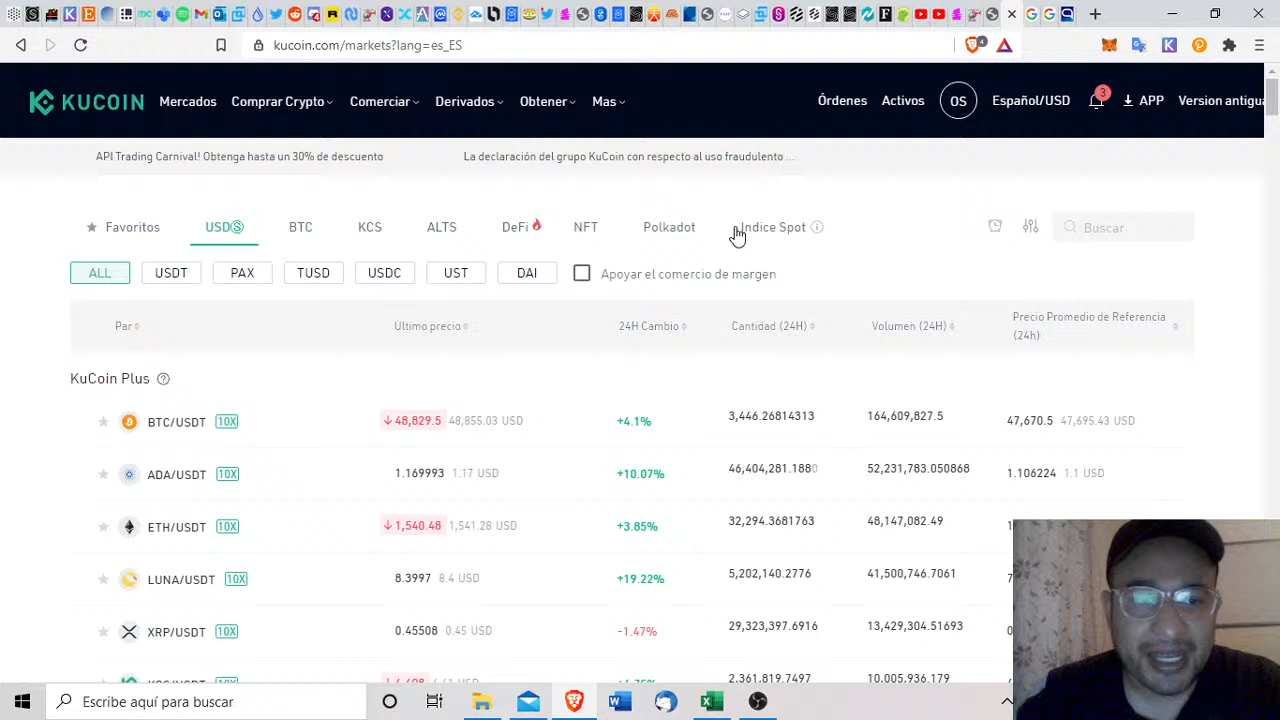 kucoin.com/markets?lang=es_ES
4
KUCOIN Mercados Comprar Crypto Comerciar Derivados Obtener Mas Órdenes Activos OS Español/USD 3 APP Version antigua
API Trading Carnival! Obtenga hasta un 30% de descuento La declaración del grupo KuCoin con respecto al uso fraudulento ...
Favoritos USD BTC KCS ALTS DeFi NFT Polkadot Indice Spot Buscar
ALL USDT PAX TUSD USDC UST DAI Apoyar el comercio de margen
Par Último precio 24H Cambio Cantidad (24H) Volumen (24H) Precio Promedio de Referencia
(24h)
KuCoin Plus
BTC/USDT 10X 48,829.5 48,855.03 USD +4.1% 3,446.26814313 164,609,827.5 47,670.5 47,695.43 USD
ADA/USDT 10X 1.169993 1.17 USD +10.07% 46,404,281.1880 52,231,783.050868 1.106224 1.1 USD
ETH/USDT 10X 1,540.48 1,541.28 USD +3.85% 32,294.3681763 48,147,082.49
LUNA/USDT 10X 8.3997 8.4 USD +19.22% 5,202,140.2776 41,500,746.7061
XRP/USDT 10X 0.45508 0.45 USD -1.47% 29,323,397.6916 13,429,304.51693
2,361,819.7497 10,005,936.179
Escribe aquí para buscar